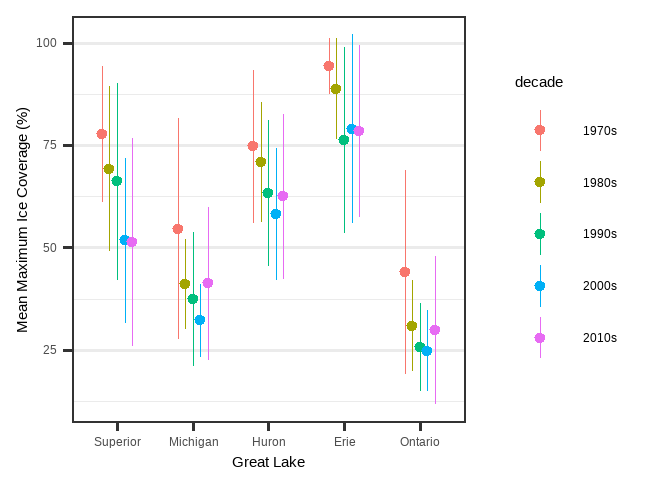 Mean Maximum Ice Coverage (%)
100
75
50
25
Superior
Michigan
Huron
Erie
Ontario
Great Lake
decade
1970s
1980s
1990s
2000s
2010s